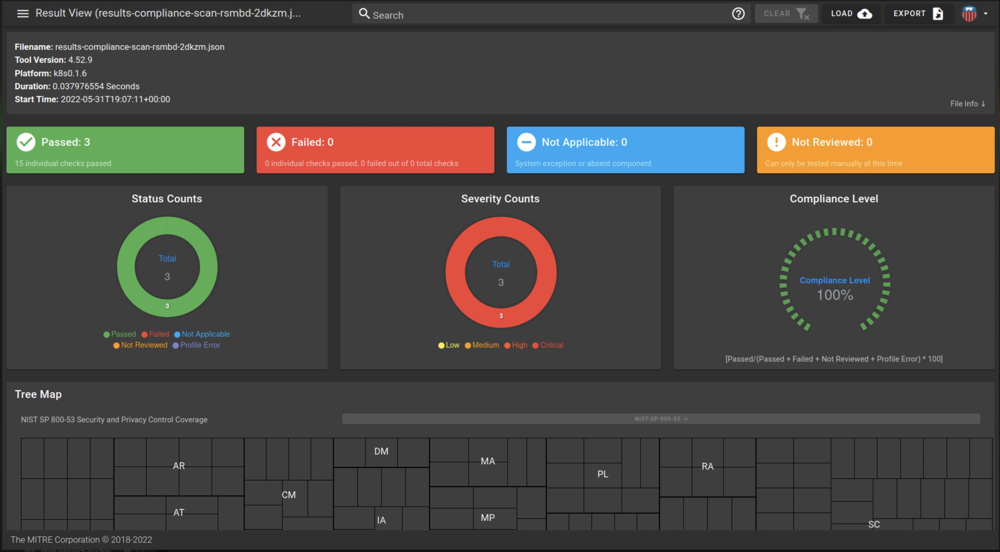 Result View (results-compliance-scan-rsmbd-2dkzm.j...
Search
CLEAR
LOAD
EXPORT
Filename: results-compliance-scan-rsmbd-2dkzm.json
Tool Version: 4.52.9
Platform: k8s0.1.6
Duration: 0.037976554 Seconds
Start Time: 2022-05-31T19:07:11+00:00
File Info ↓
Passed: 3
15 individual checks passed
Failed: 0
0 individual checks passed, 0 failed out of 0 total checks
Not Applicable: 0
System exception or absent component
Not Reviewed: 0
Can only be tested manually at this time
Status Counts
Total
3
3
Passed Failed Not Applicable
Not Reviewed Profile Error
Severity Counts
Total
3
3
Low Medium High Critical
Compliance Level
Compliance Level
100%
[Passed/(Passed + Failed + Not Reviewed + Profile Error) * 100]
Tree Map
NIST SP 800-53 Security and Privacy Control Coverage
NIST-SP-800-53 ->
AR
AT
CM
DM
IA
MA
MP
PL
RA
SC
The MITRE Corporation © 2018-2022